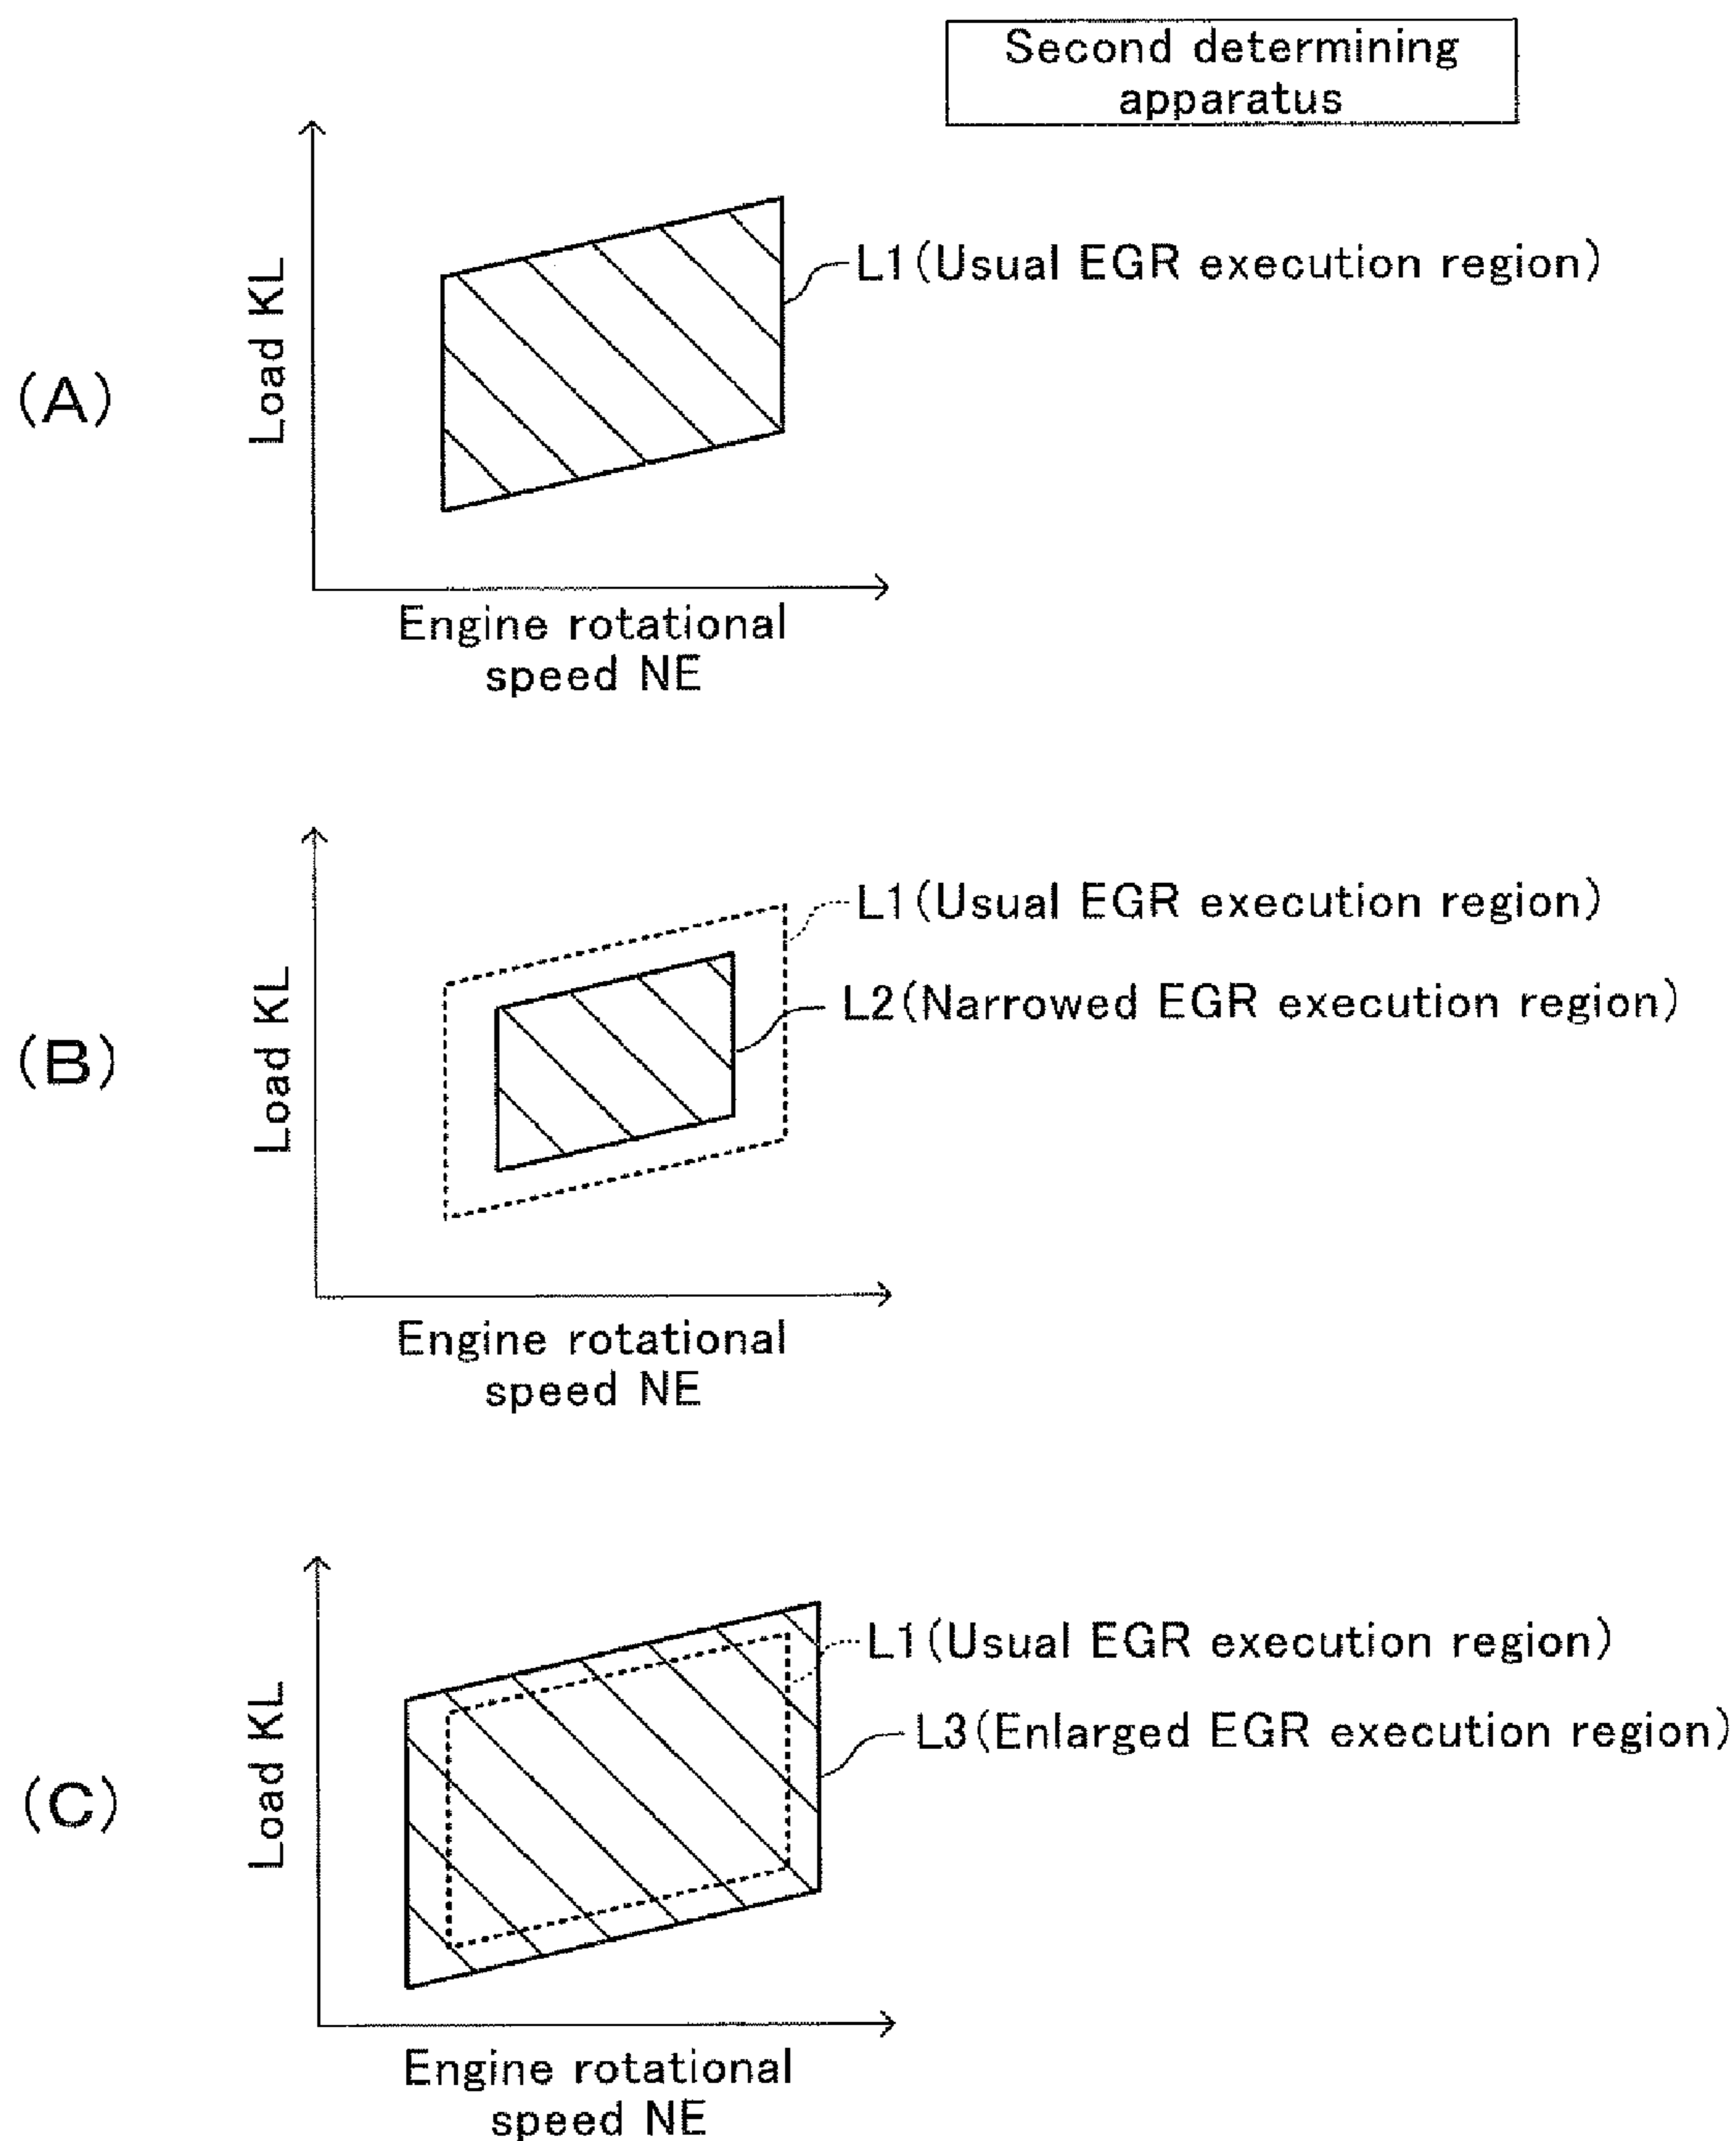 Second determining
apparatus
(A)
Load KL
L1(Usual EGR execution region)
Engine rotational
speed NE
(B)
Load KL
L1(Usual EGR execution region)
L2(Narrowed EGR execution region)
Engine rotational
speed NE
(C)
Load KL
L1(Usual EGR execution region)
L3(Enlarged EGR execution region)
Engine rotational
speed NE